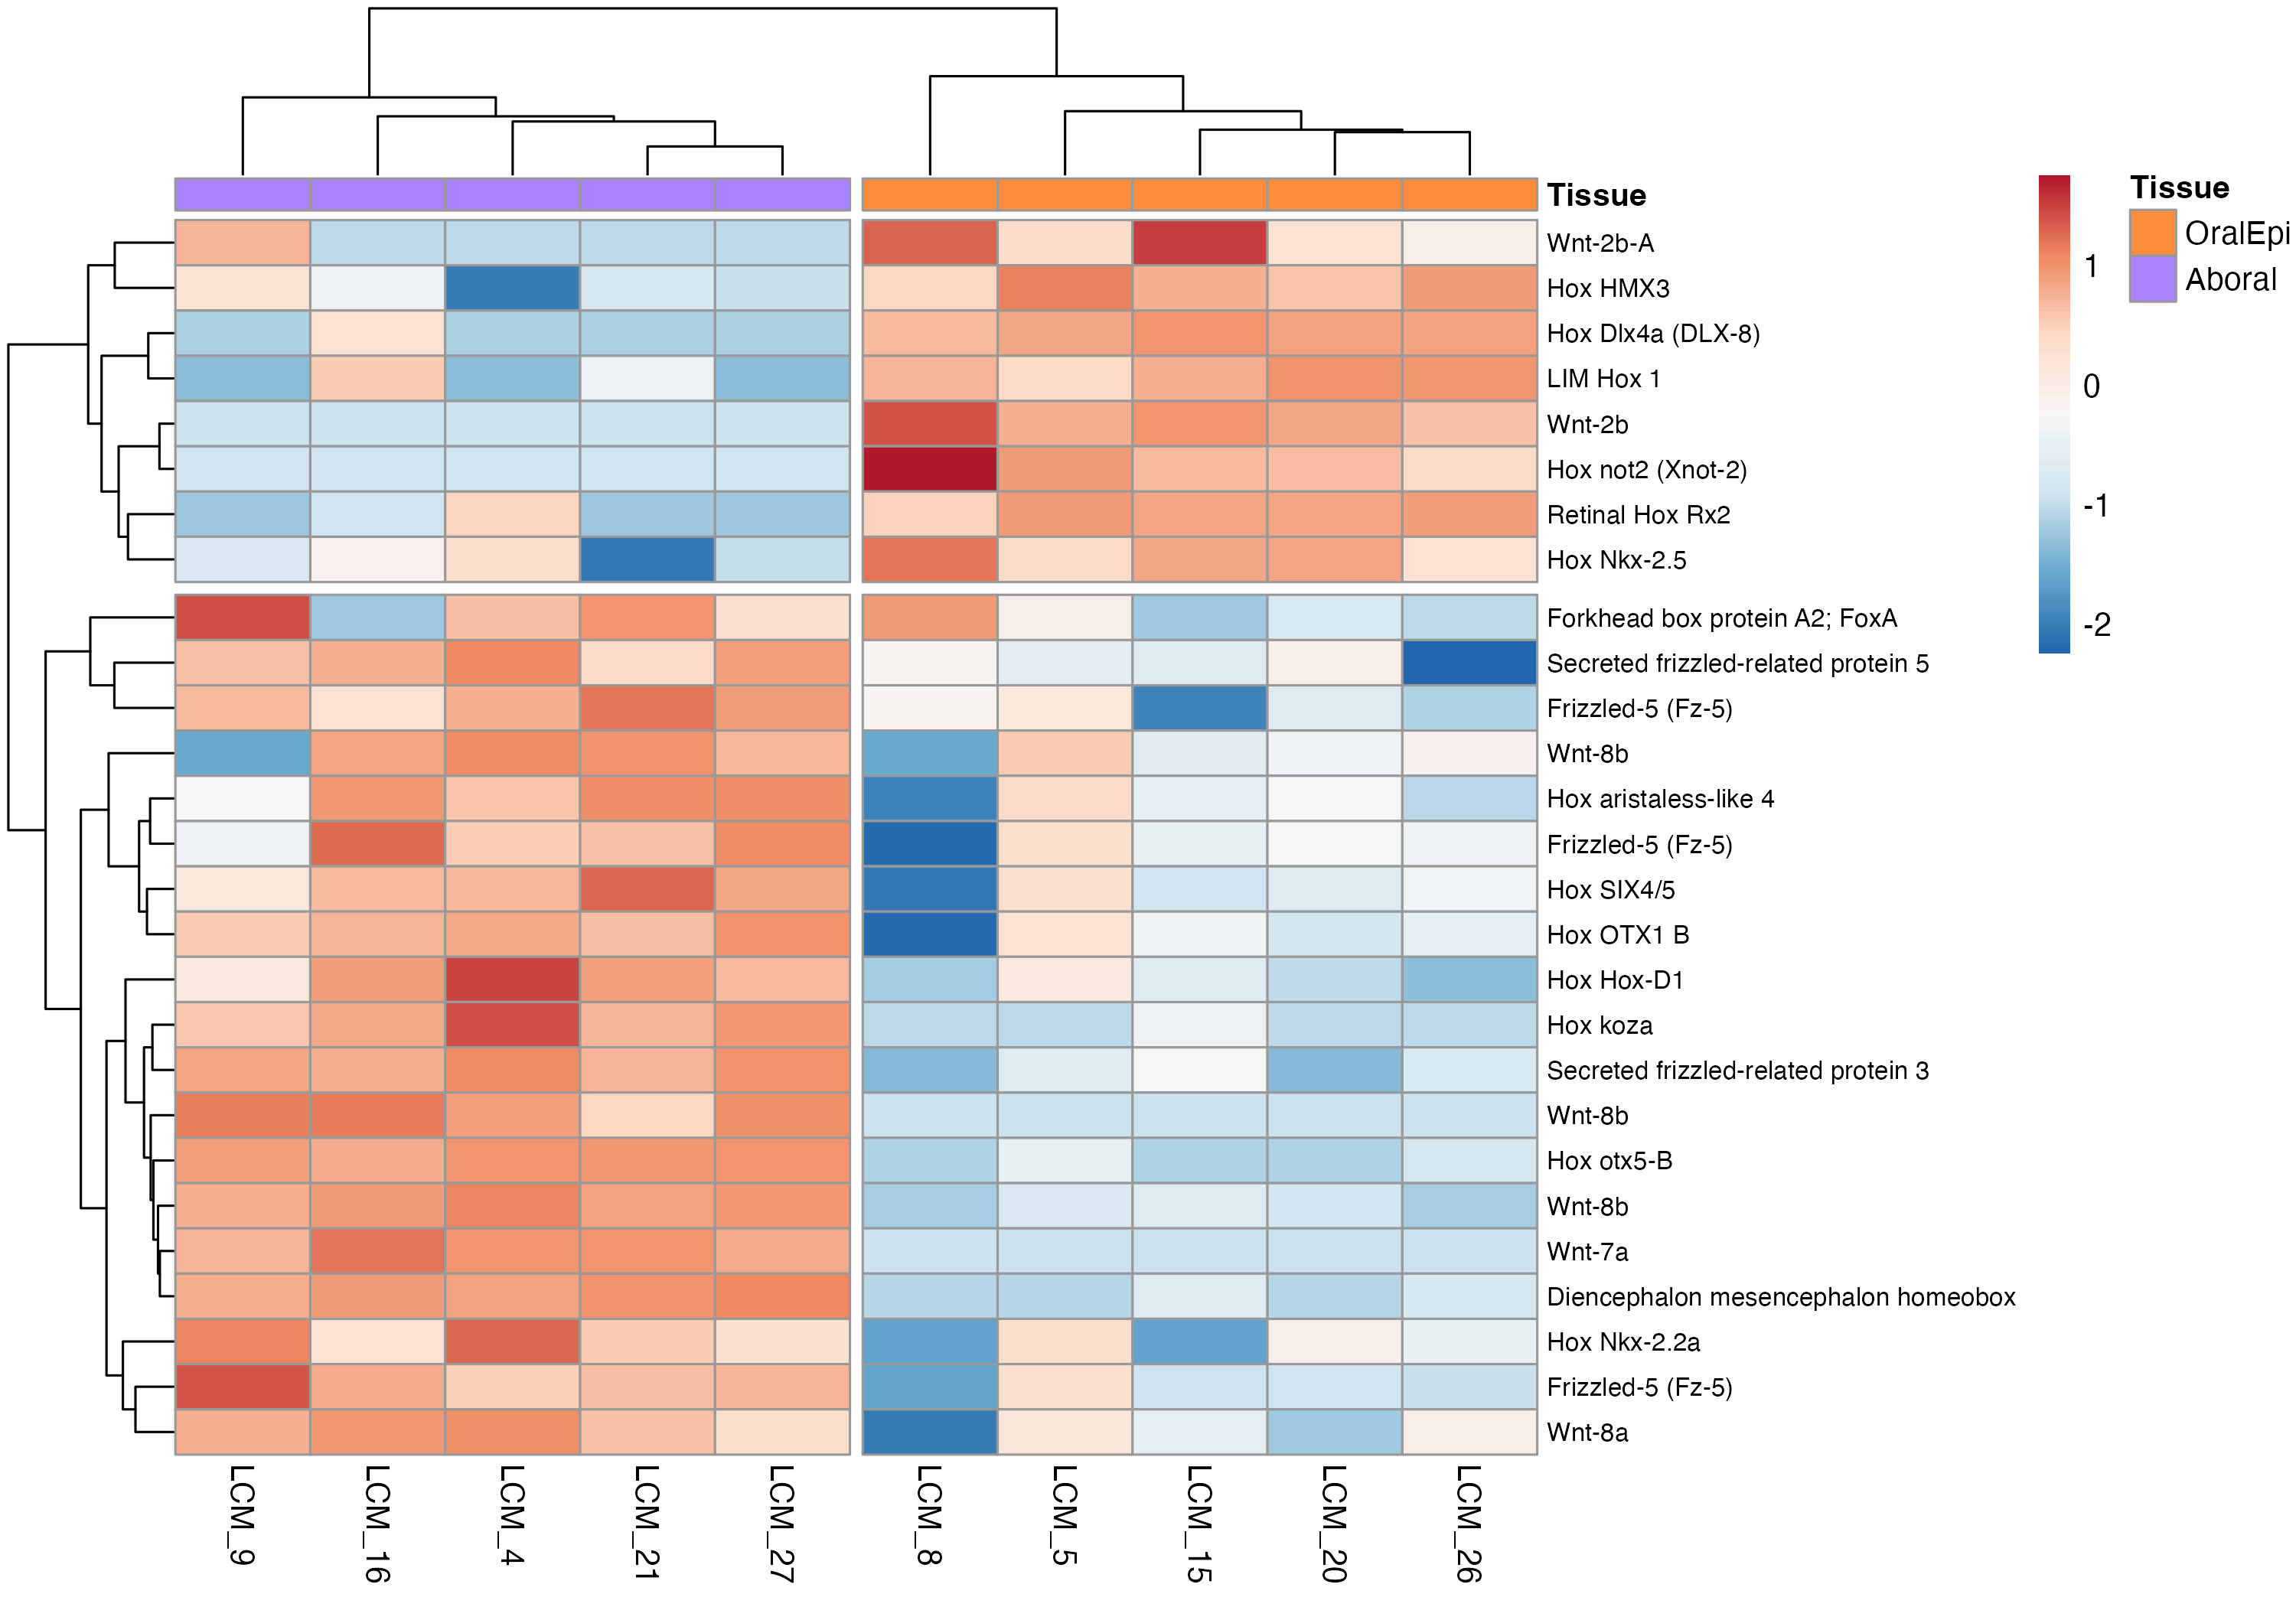 Tissue
Wnt-2b-A
Hox HMX3
Hox Dlx4a (DLX-8)
LIM Hox 1
Wnt-2b
Hox not2 (Xnot-2)
Retinal Hox Rx2
Hox Nkx-2.5
Forkhead box protein A2; FoxA
Secreted frizzled-related protein 5
Frizzled-5 (Fz-5)
Wnt-8b
Hox aristaless-like 4
Frizzled-5 (Fz-5)
Hox SIX4/5
Hox OTX1 B
Hox Hox-D1
Hox koza
Secreted frizzled-related protein 3
Wnt-8b
Hox otx5-B
Wnt-8b
Wnt-7a
Diencephalon mesencephalon homeobox
Hox Nkx-2.2a
Frizzled-5 (Fz-5)
Wnt-8a
LCM_9
LCM_16
LCM_4
LCM_21
LCM_27
LCM_8
LCM_5
LCM_15
LCM_20
LCM_26
1
0
-1
-2
Tissue
OralEpi
Aboral